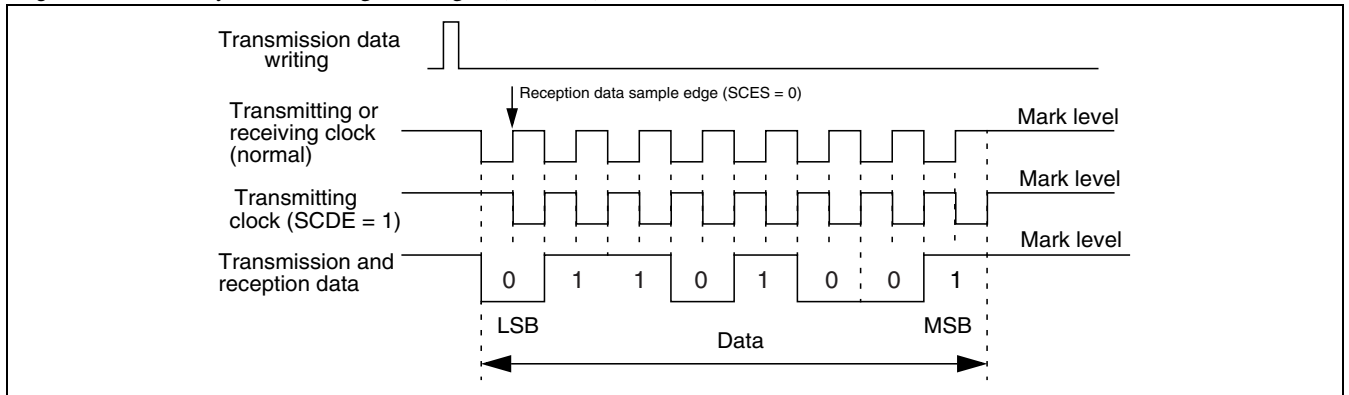 Transmission data
writing
Reception data sample edge (SCES = 0)
Transmitting or
receiving clock
(normal)
Mark level
Transmitting
clock (SCDE = 1)
Mark level
Transmission and
reception data
Mark level
0 1 1 0 1 0 0 1
LSB
MSB
Data